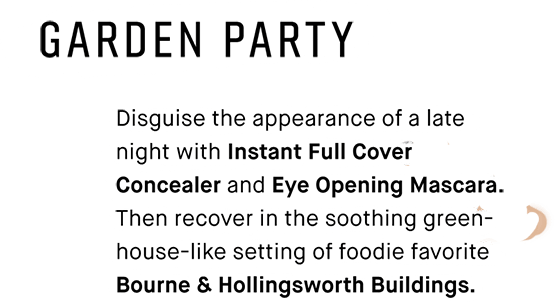 GARDEN PARTY
Disguise the appearance of a late
night with Instant Full Cover
Concealer and Eye Opening Mascara.
Then recover in the soothing green-
house-like setting of foodie favorite
Bourne & Hollingsworth Buildings.